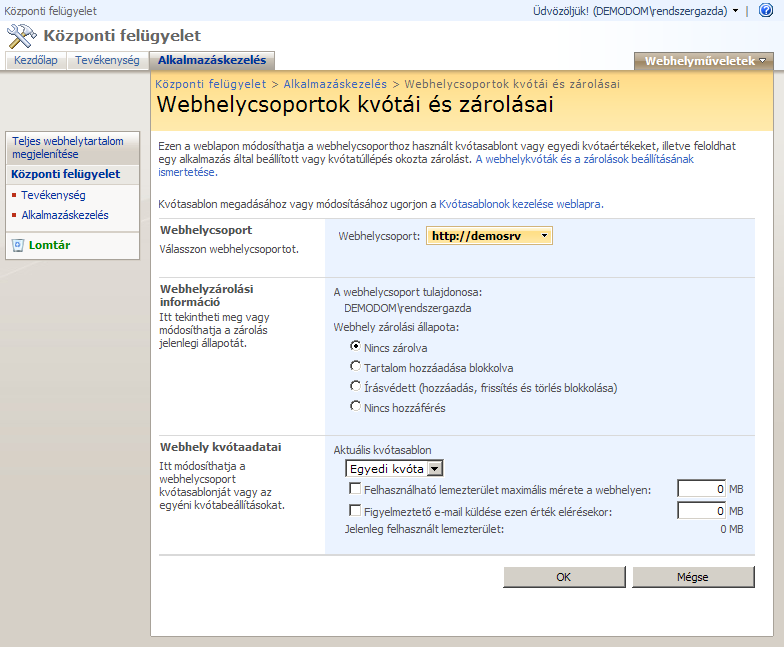 Központi felügyelet
Üdvözöljük! (DEMODOM\rendszergazda)
Központi felügyelet
Kezdőlap
Tevékenység
Alkalmazáskezelés
Webhelyműveletek
Központi felügyelet > Alkalmazáskezelés > Webhelycsoportok kvótái és zárolásai
Webhelycsoportok kvótái és zárolásai
Teljes webhelytartalom
megjelenítése
Központi felügyelet
Tevékenység
Alkalmazáskezelés
Lomtár
Ezen a weblapon módosíthatja a webhelycsoporthoz használt kvótasablont vagy egyedi kvótaértékeket, illetve feloldhat
egy alkalmazás által beállított vagy kvótatúllépés okozta zárolást. A webhelykvóták és a zárolások beállításának
ismertetése.
Kvótasablon megadásához vagy módosításához ugorjon a Kvótasablonok kezelése weblapra.
Webhelycsoport
Válasszon webhelycsoportot.
Webhelycsoport: http://demosrv
Webhelyzárolási
információ
Itt tekintheti meg vagy
módosíthatja a zárolás
jelenlegi állapotát.
A webhelycsoport tulajdonosa:
DEMODOM\rendszergazda
Webhely zárolási állapota:
Nincs zárolva
Tartalom hozzáadása blokkolva
Írásvédett (hozzáadás, frissítés és törlés blokkolása)
Nincs hozzáférés
Webhely kvótaadatai
Itt módosíthatja a
webhelycsoport
kvótasablonját vagy az
egyéni kvótabeállításokat.
Aktuális kvótasablon
Egyedi kvóta
Felhasználható lemezterület maximális mérete a webhelyen: 0 MB
Figyelmeztető e-mail küldése ezen érték elérésekor: 0 MB
Jelenleg felhasznált lemezterület: 0 MB
OK
Mégse